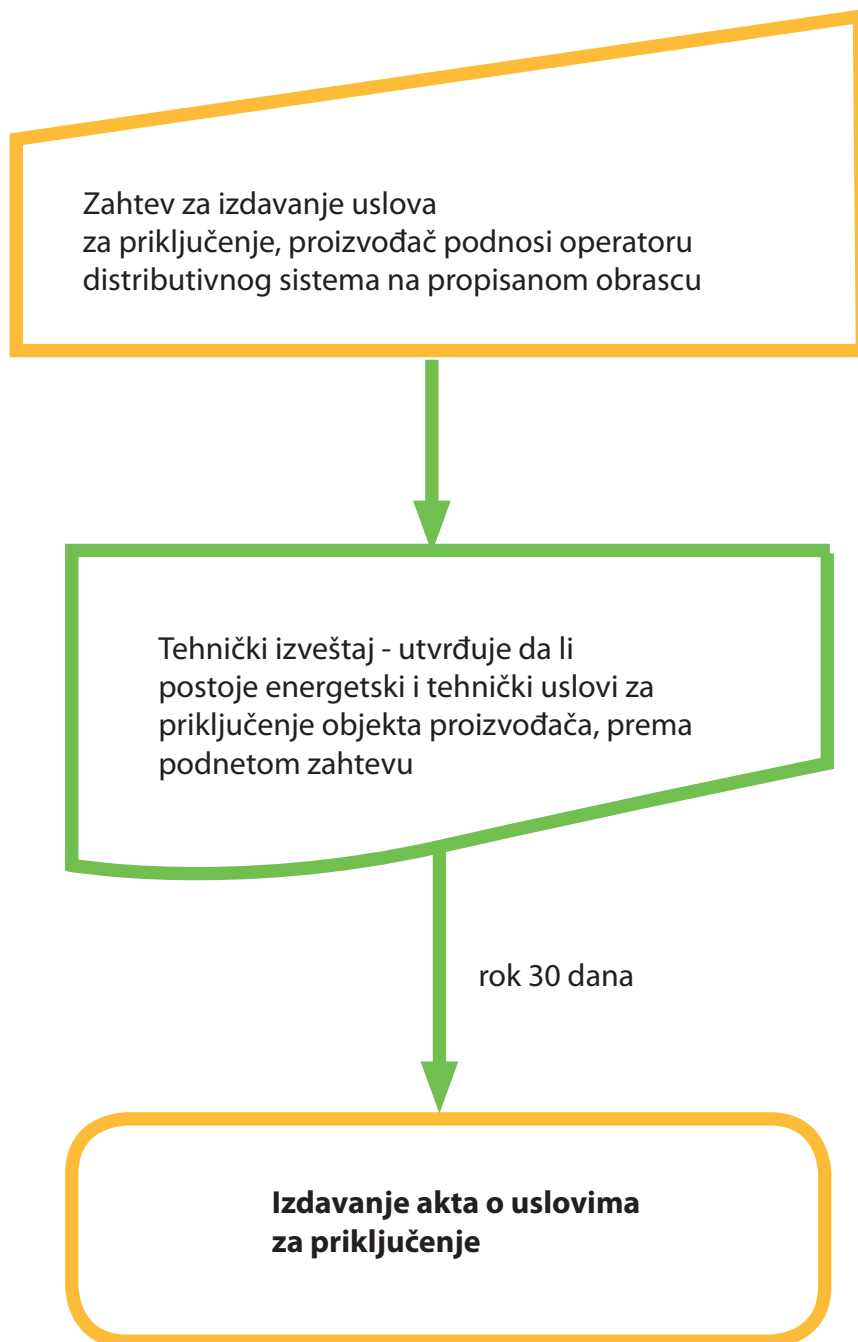 Zahtev za izdavanje uslova
za priključenje, proizvođač podnosi operatoru
distributivnog sistema na propisanom obrascu
Tehnički izveštaj - utvrđuje da li
postoje energetski i tehnički uslovi za
priključenje objekta proizvođača, prema
podnetom zahtevu
rok 30 dana
Izdavanje akta o uslovima
za priključenje